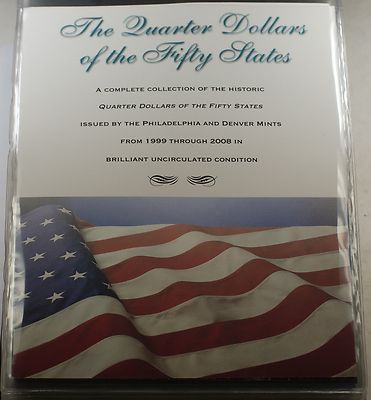 The Quarter Dollars
of the Fifty States
A COMPLETE COLLECTION OF THE HISTORIC
QUARTER DOLLARS OF THE FIFTY STATES
ISSUED BY THE PHILADELPHIA AND DENVER MINTS
FROM 1999 THROUGH 2008 IN
BRILLIANT UNCIRCULATED CONDITION